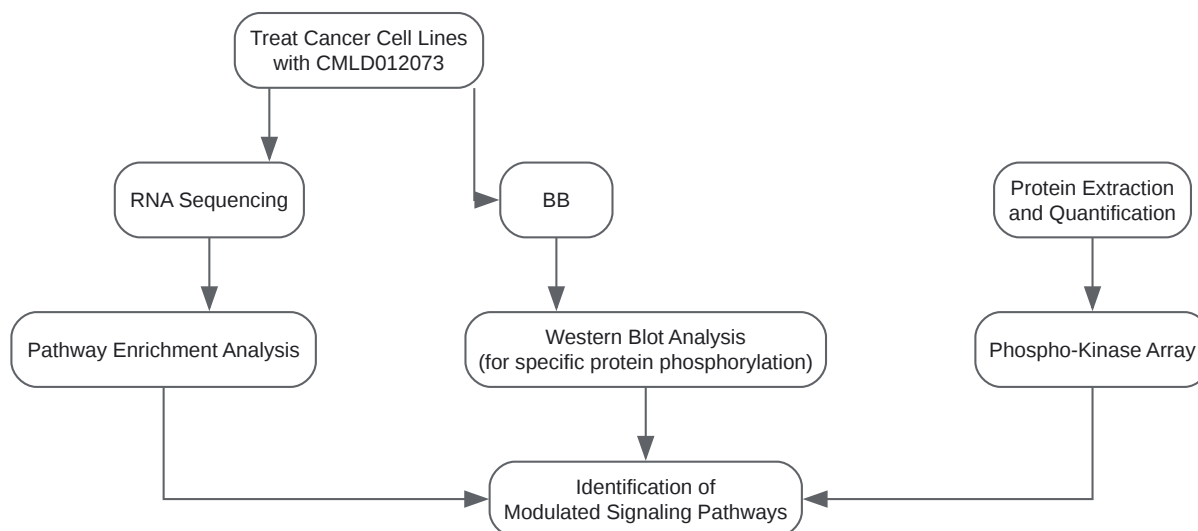 Treat Cancer Cell Lines
with CMLD012073
RNA Sequencing
BB
Protein Extraction
and Quantification
Pathway Enrichment Analysis
Western Blot Analysis
(for specific protein phosphorylation)
Phospho-Kinase Array
Identification of
Modulated Signaling Pathways